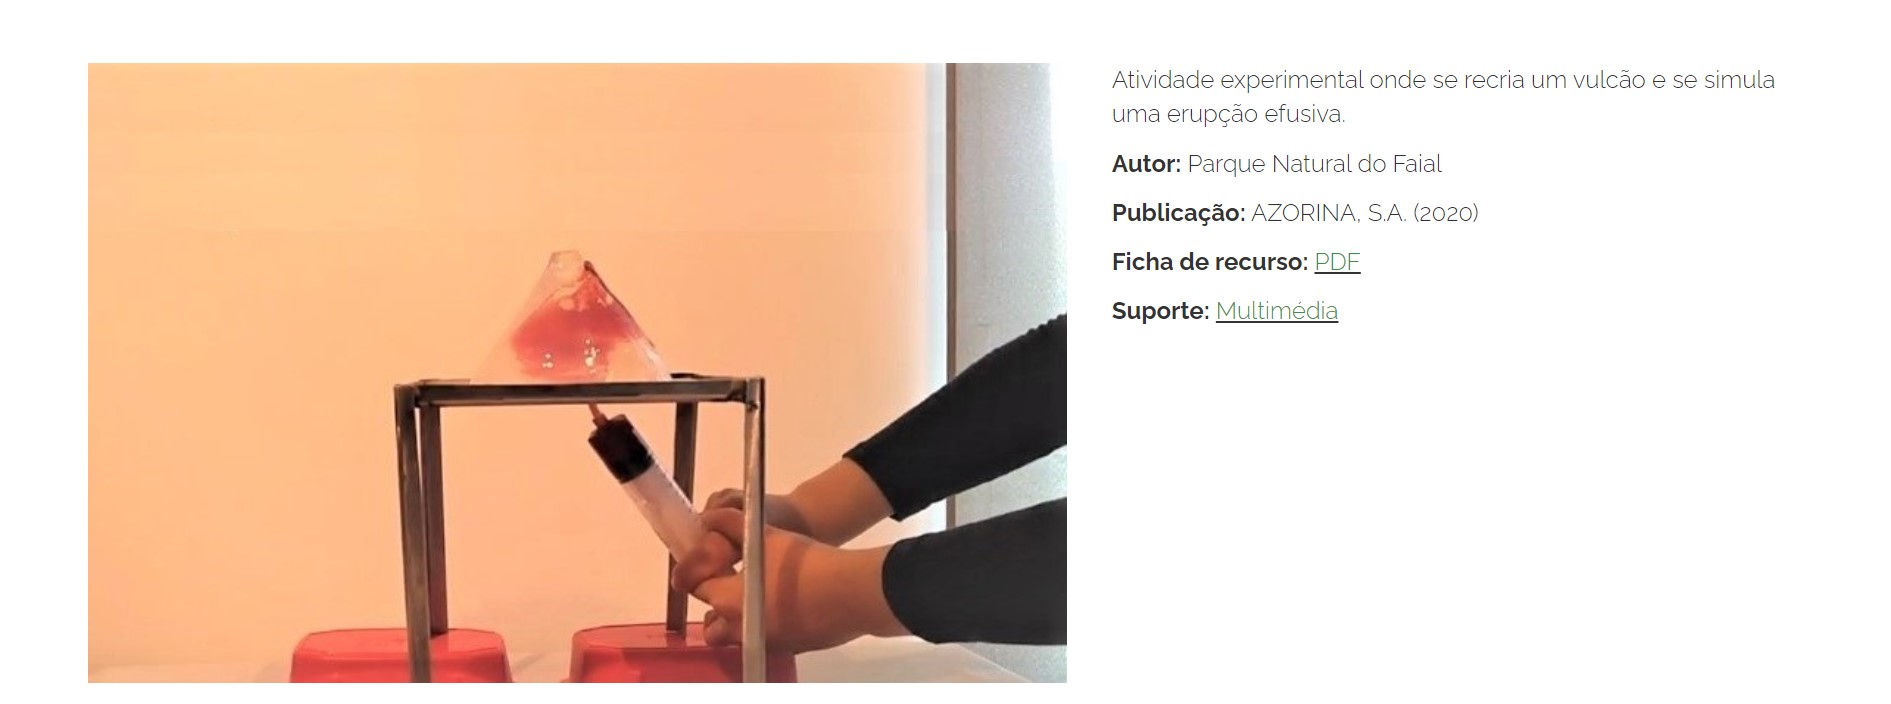 Atividade experimental onde se recria um vulcão e se simula
uma erupção efusiva.
Autor: Parque Natural do Faial
Publicação: AZORINA, S.A. (2020)
Ficha de recurso: PDF
Suporte: Multimédia